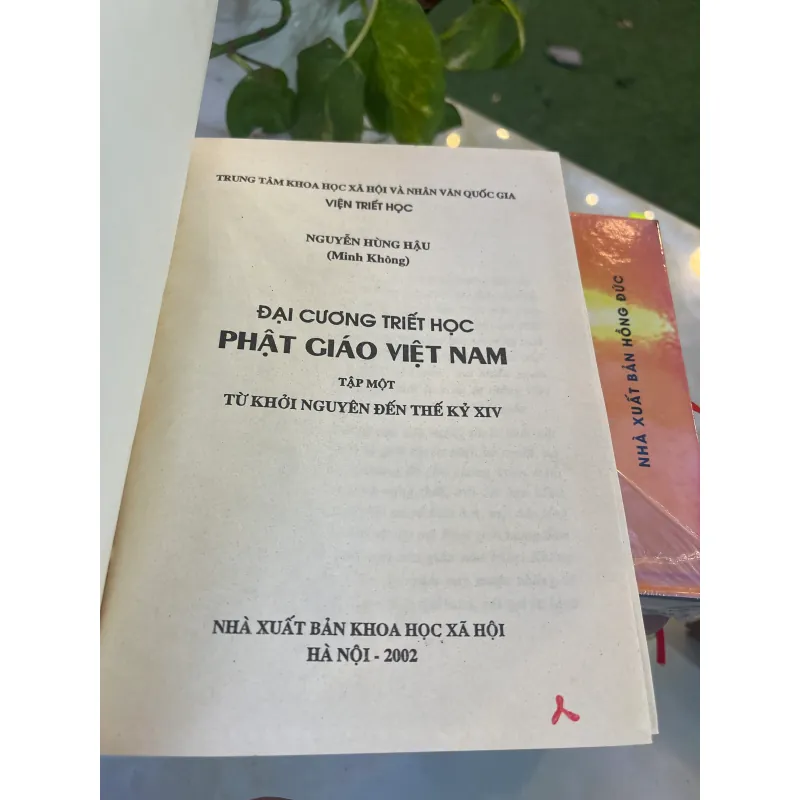 TRUNG TÂM KHOA HỌC XÃ HỘI VÀ NHÂN VĂN QUỐC GIA
VIỆN TRIẾT HỌC
NGUYỄN HÙNG HẬU
(Minh Không)
ĐẠI CƯƠNG TRIẾT HỌC
PHẬT GIÁO VIỆT NAM
TẬP MỘT
TỪ KHỞI NGUYÊN ĐẾN THẾ KỶ XIV
NHÀ XUẤT BẢN KHOA HỌC XÃ HỘI
HÀ NỘI - 2002
NHÀ XUẤT BẢN HỒNG ĐỨC